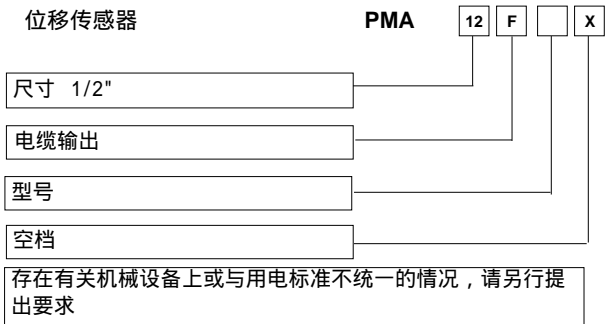 位移传感器 PMA 12 F X
尺寸 1/2"
电缆输出
型号
空档
存在有关机械设备上或与用电标准不统一的情况，请另行提
出要求